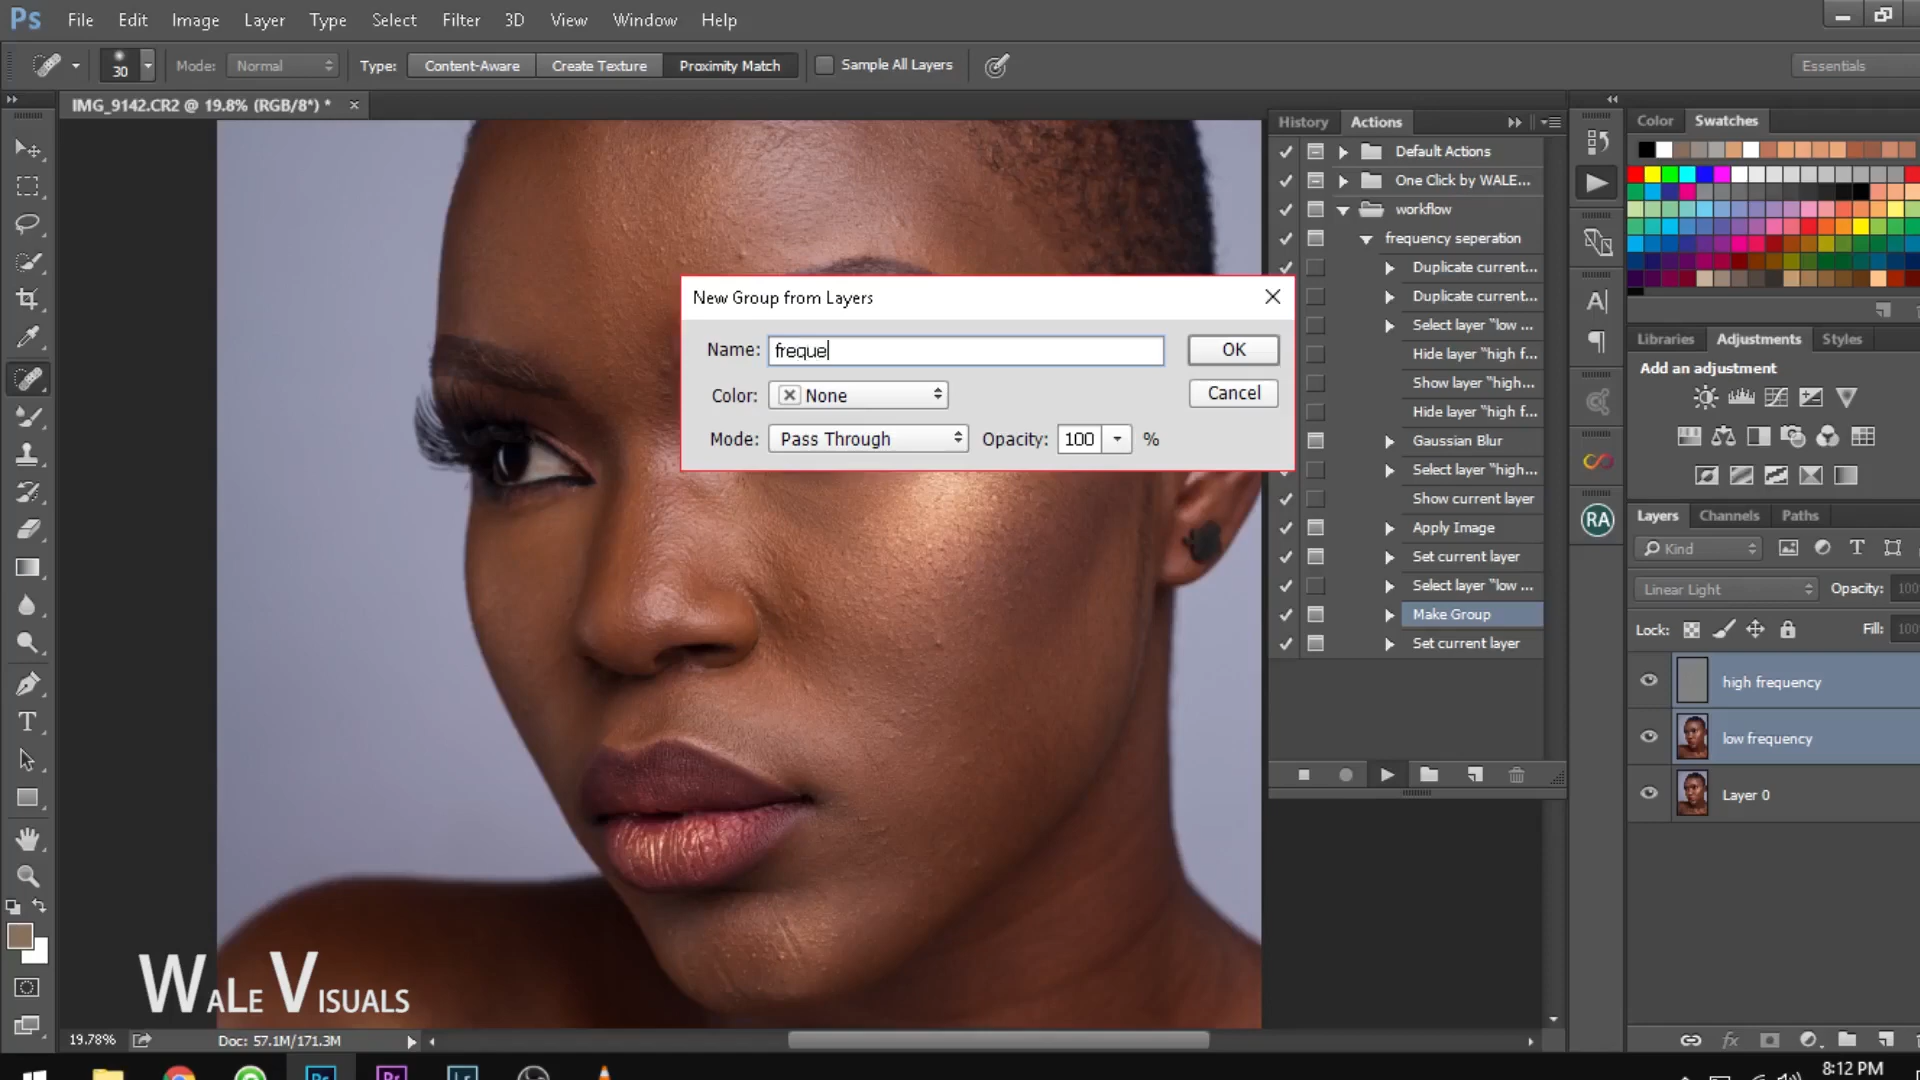 Ps File Edit Image Layer Type Select Filter 3D View Window Help
30 Mode: Normal Type: Content-Aware Create Texture Proximity Match Sample All Layers Essentials
IMG_9142.CR2 @ 19.8% (RGB/8*) * ×
History Actions
Default Actions
One Click by WALE...
workflow
frequency seperation
Duplicate current...
Duplicate current...
Select layer "low ...
Hide layer "high f...
Show layer "high...
Hide layer "high f...
Gaussian Blur
Select layer "high...
Show current layer
Apply Image
Set current layer
Select layer "low ...
Make Group
Set current layer
New Group from Layers
Name: freque OK
Color: None Cancel
Mode: Pass Through Opacity: 100 %
Color Swatches
Libraries Adjustments Styles
Add an adjustment
RA
Layers Channels Paths
Kind
Linear Light Opacity: 100
Lock: Fill: 100
high frequency
low frequency
Layer 0
WALE VISUALS
19.78% Doc: 57.1M/171.3M
Ps Pr Lr
8:12 PM